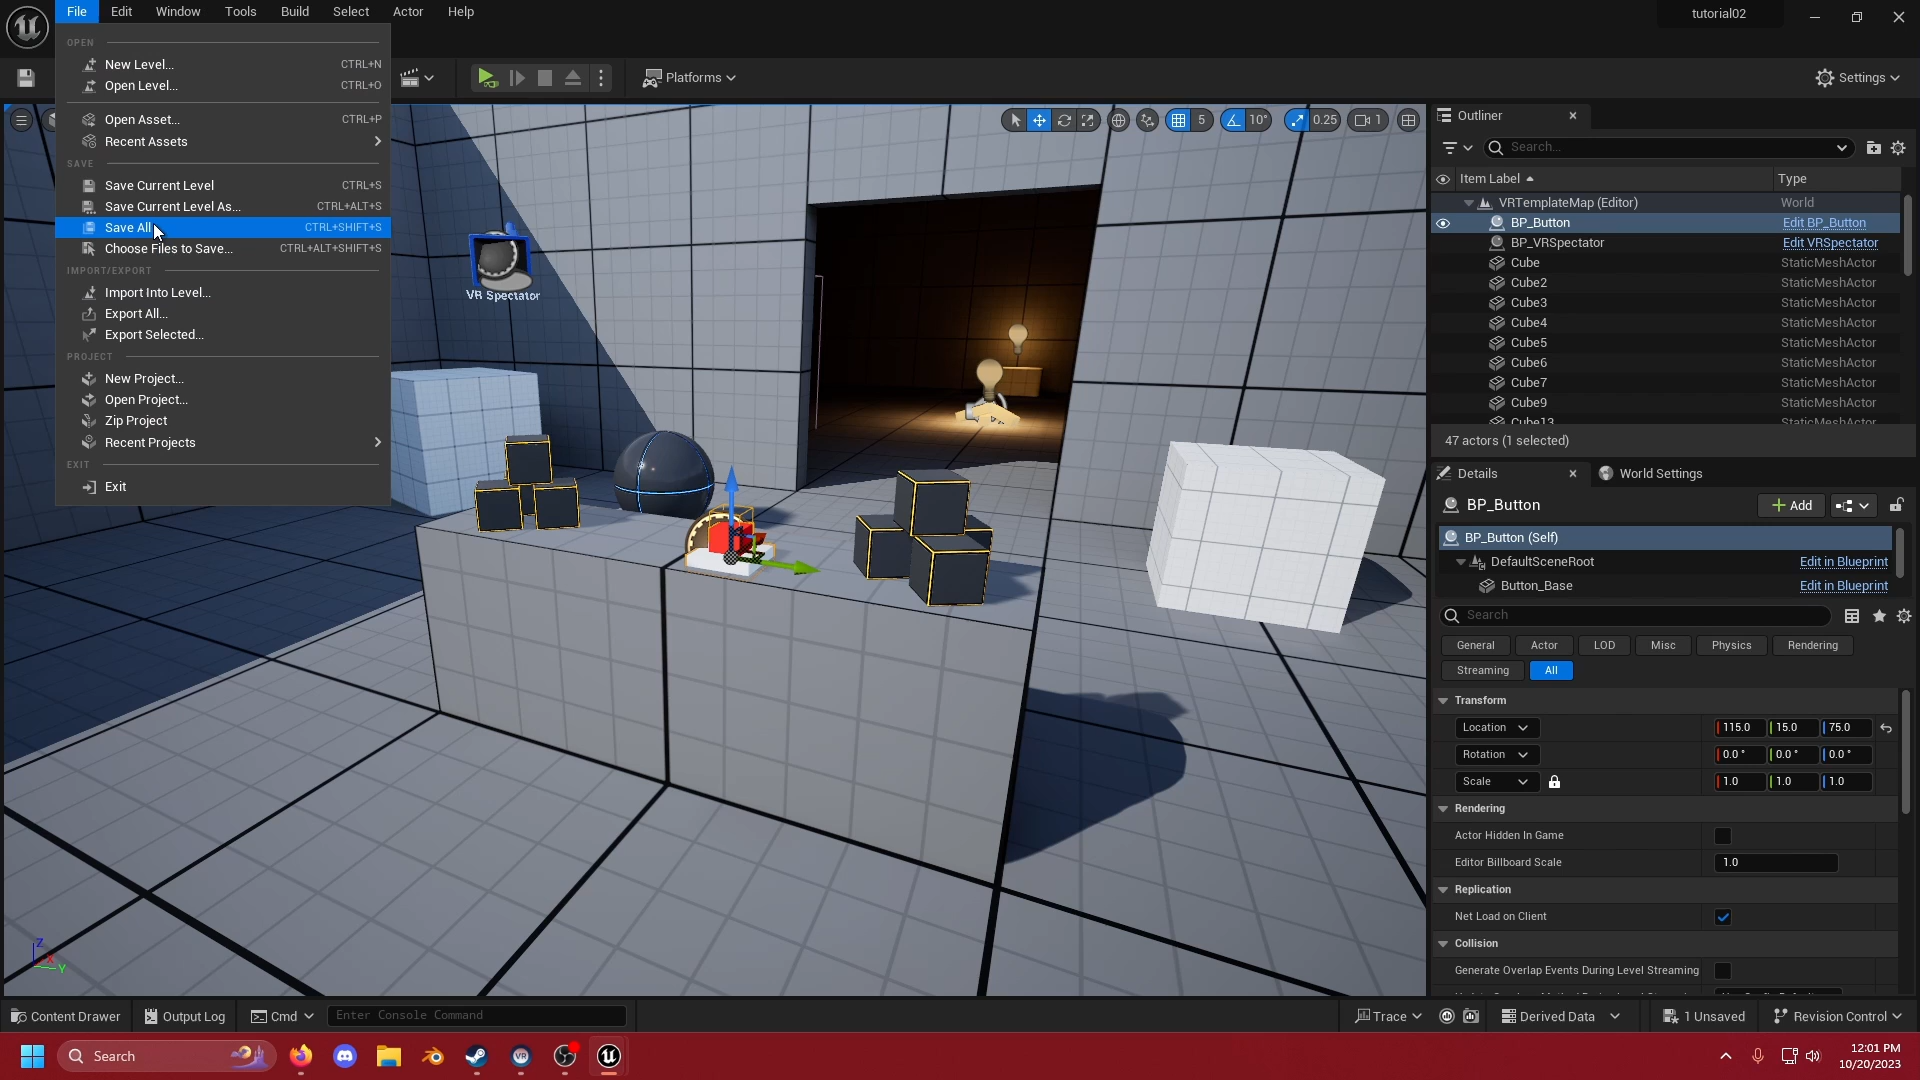 File Edit Window Tools Build Select Actor Help
tutorial02
OPEN
New Level... CTRL+N
Open Level... CTRL+O
Open Asset... CTRL+P
Recent Assets
SAVE
Save Current Level CTRL+S
Save Current Level As... CTRL+ALT+S
Save All CTRL+SHIFT+S
Choose Files to Save... CTRL+ALT+SHIFT+S
IMPORT/EXPORT
Import Into Level...
Export All...
Export Selected...
PROJECT
New Project...
Open Project...
Zip Project
Recent Projects
EXIT
Exit
Platforms
Settings
5 10° 0.25 1
VR Spectator
Z
X
Y
Outliner
Search...
Item Label Type
VRTemplateMap (Editor) World
BP_Button Edit BP_Button
BP_VRSpectator Edit VRSpectator
Cube StaticMeshActor
Cube2 StaticMeshActor
Cube3 StaticMeshActor
Cube4 StaticMeshActor
Cube5 StaticMeshActor
Cube6 StaticMeshActor
Cube7 StaticMeshActor
Cube9 StaticMeshActor
Cube13 StaticMeshActor
47 actors (1 selected)
Details World Settings
BP_Button Add
BP_Button (Self)
DefaultSceneRoot Edit in Blueprint
Button_Base Edit in Blueprint
Search
General Actor LOD Misc Physics Rendering
Streaming All
Transform
Location 115.0 15.0 75.0
Rotation 0.0 ° 0.0 ° 0.0 °
Scale 1.0 1.0 1.0
Rendering
Actor Hidden In Game
Editor Billboard Scale 1.0
Replication
Net Load on Client
Collision
Generate Overlap Events During Level Streaming
Content Drawer Output Log Cmd Enter Console Command Trace Derived Data 1 Unsaved Revision Control
Search
VR
12:01 PM
10/20/2023